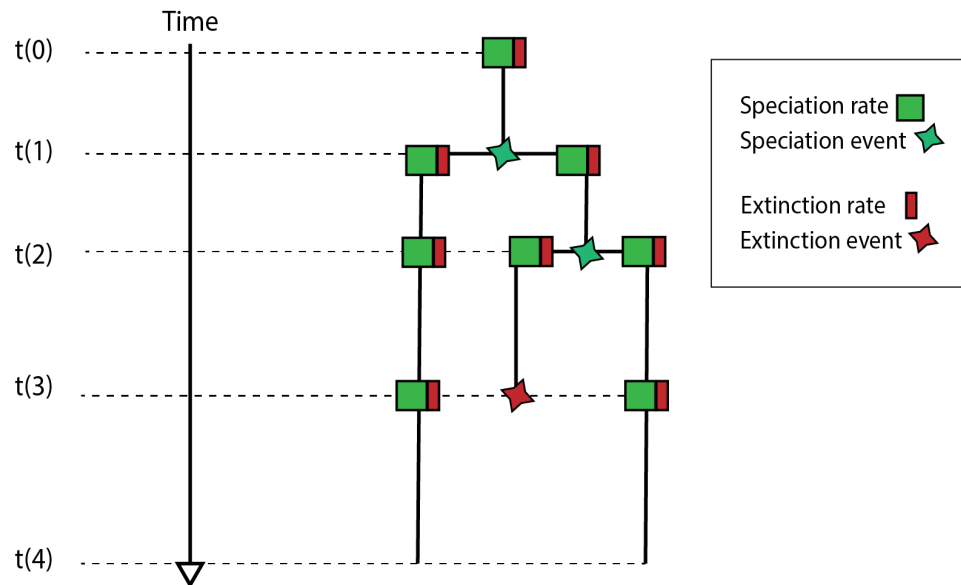 Time
t(0)
t(1)
t(2)
t(3)
t(4)
Speciation rate
Speciation event
Extinction rate
Extinction event